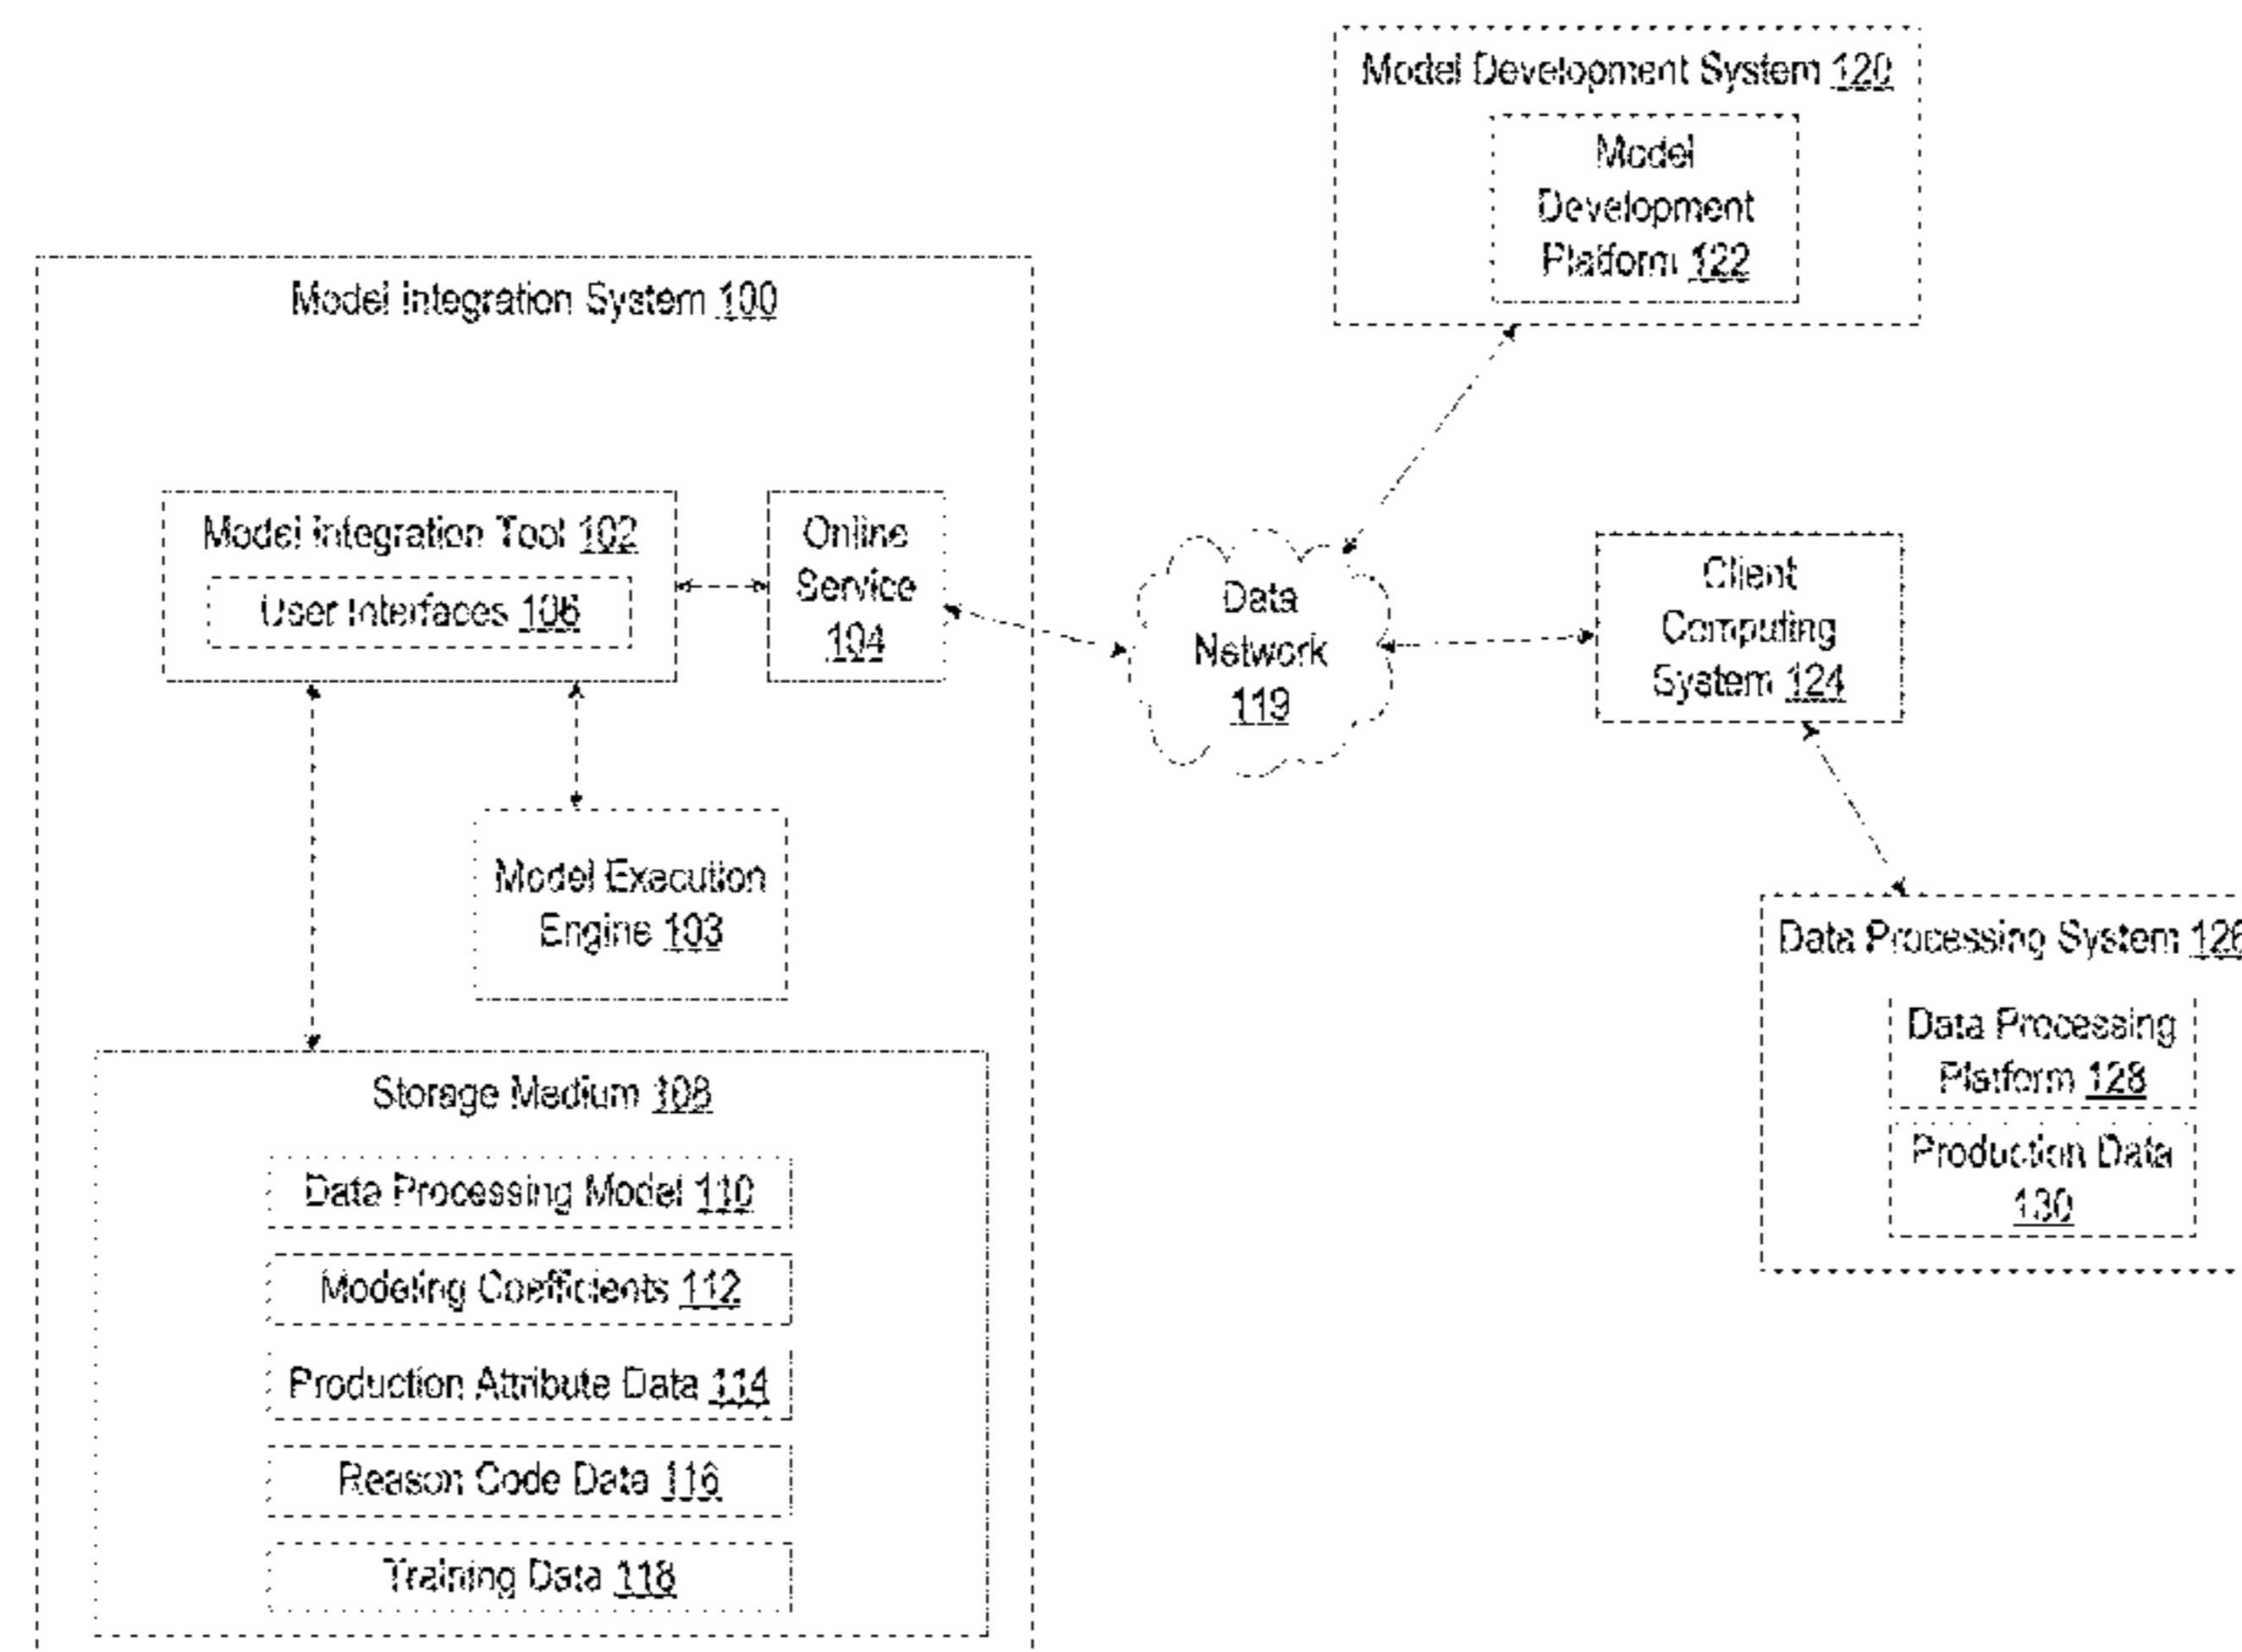 Model Development System 120
Model
Development
Platform 122
Model Integration System 100
Model Integration Tool 102
User Interfaces 106
Online
Service
104
Data
Network
119
Client
Computing
System 124
Model Execution
Engine 103
Data Processing System 126
Data Processing
Platform 128
Production Data
130
Storage Medium 108
Data Processing Model 110
Modeling Coefficients 112
Production Attribute Data 114
Reason Code Data 116
Training Data 118